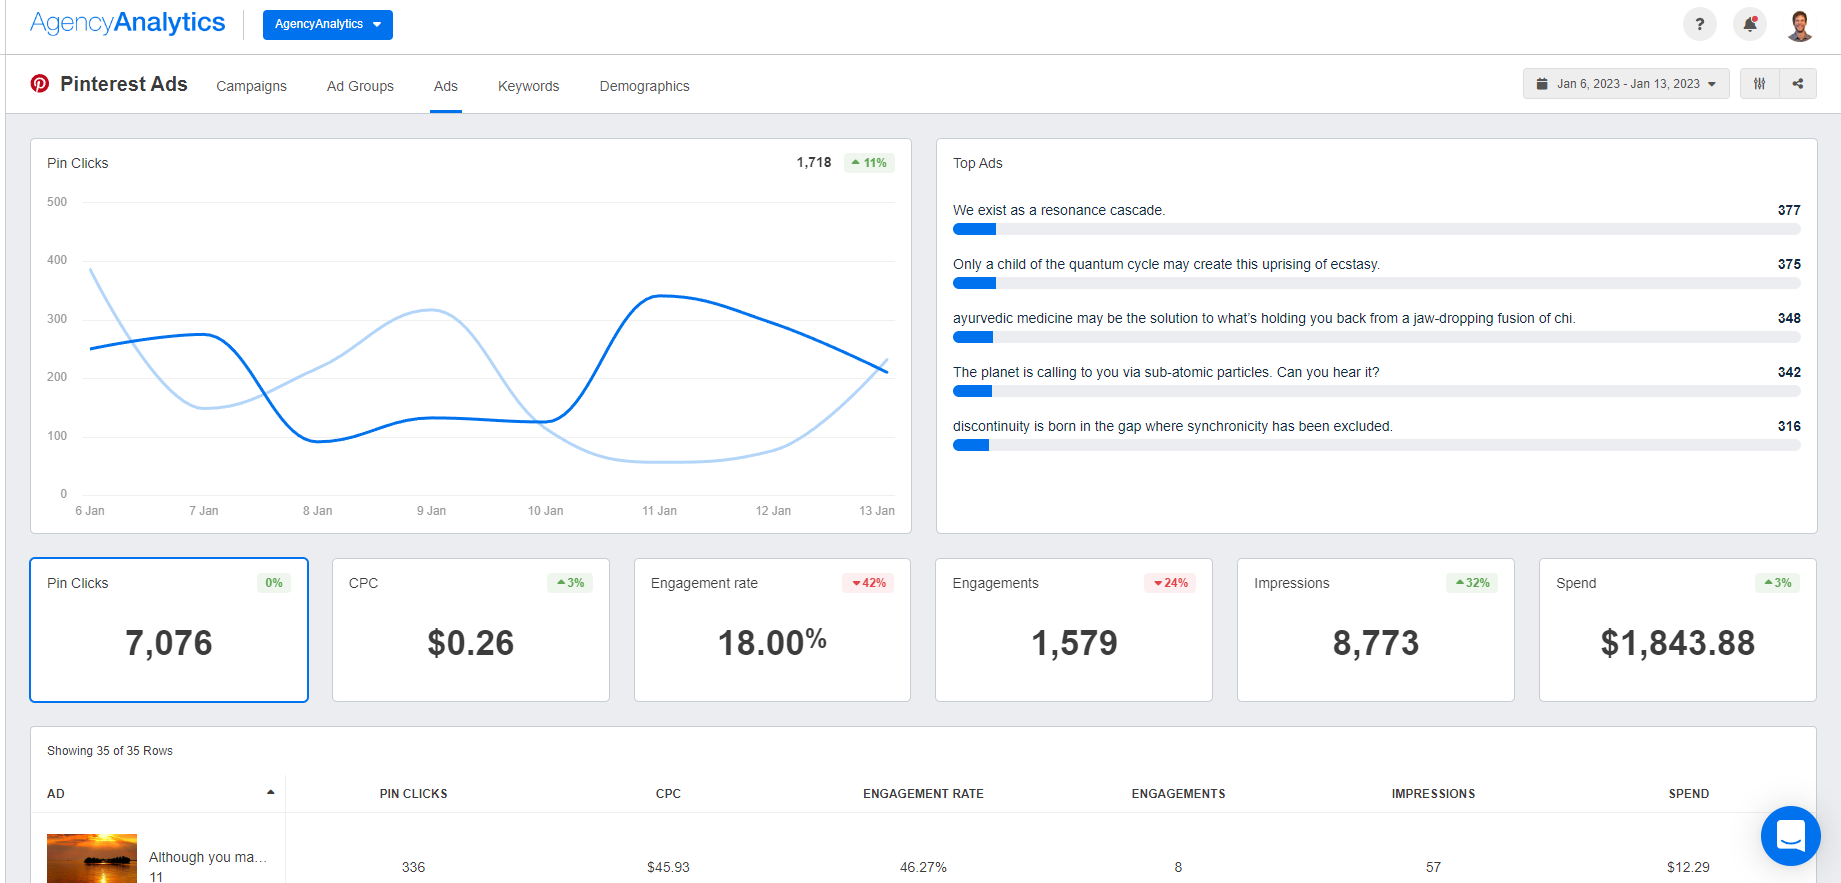 AgencyAnalytics AgencyAnalytics ?
Pinterest Ads Campaigns Ad Groups Ads Keywords Demographics Jan 6, 2023 - Jan 13, 2023
Pin Clicks 1,718 11%
500
400
300
200
100
0
6 Jan 7 Jan 8 Jan 9 Jan 10 Jan 11 Jan 12 Jan 13 Jan
Top Ads
We exist as a resonance cascade. 377
Only a child of the quantum cycle may create this uprising of ecstasy. 375
ayurvedic medicine may be the solution to what's holding you back from a jaw-dropping fusion of chi. 348
The planet is calling to you via sub-atomic particles. Can you hear it? 342
discontinuity is born in the gap where synchronicity has been excluded. 316
Pin Clicks 0%
7,076
CPC 3%
$0.26
Engagement rate 42%
18.00%
Engagements 24%
1,579
Impressions 32%
8,773
Spend 3%
$1,843.88
Showing 35 of 35 Rows
AD PIN CLICKS CPC ENGAGEMENT RATE ENGAGEMENTS IMPRESSIONS SPEND
Although you ma...
11
336 $45.93 46.27% 8 57 $12.29